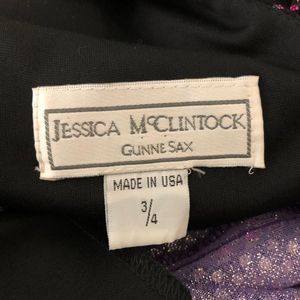 JESSICA McCLINTOCK
GUNNE SAX
MADE IN USA
3/4